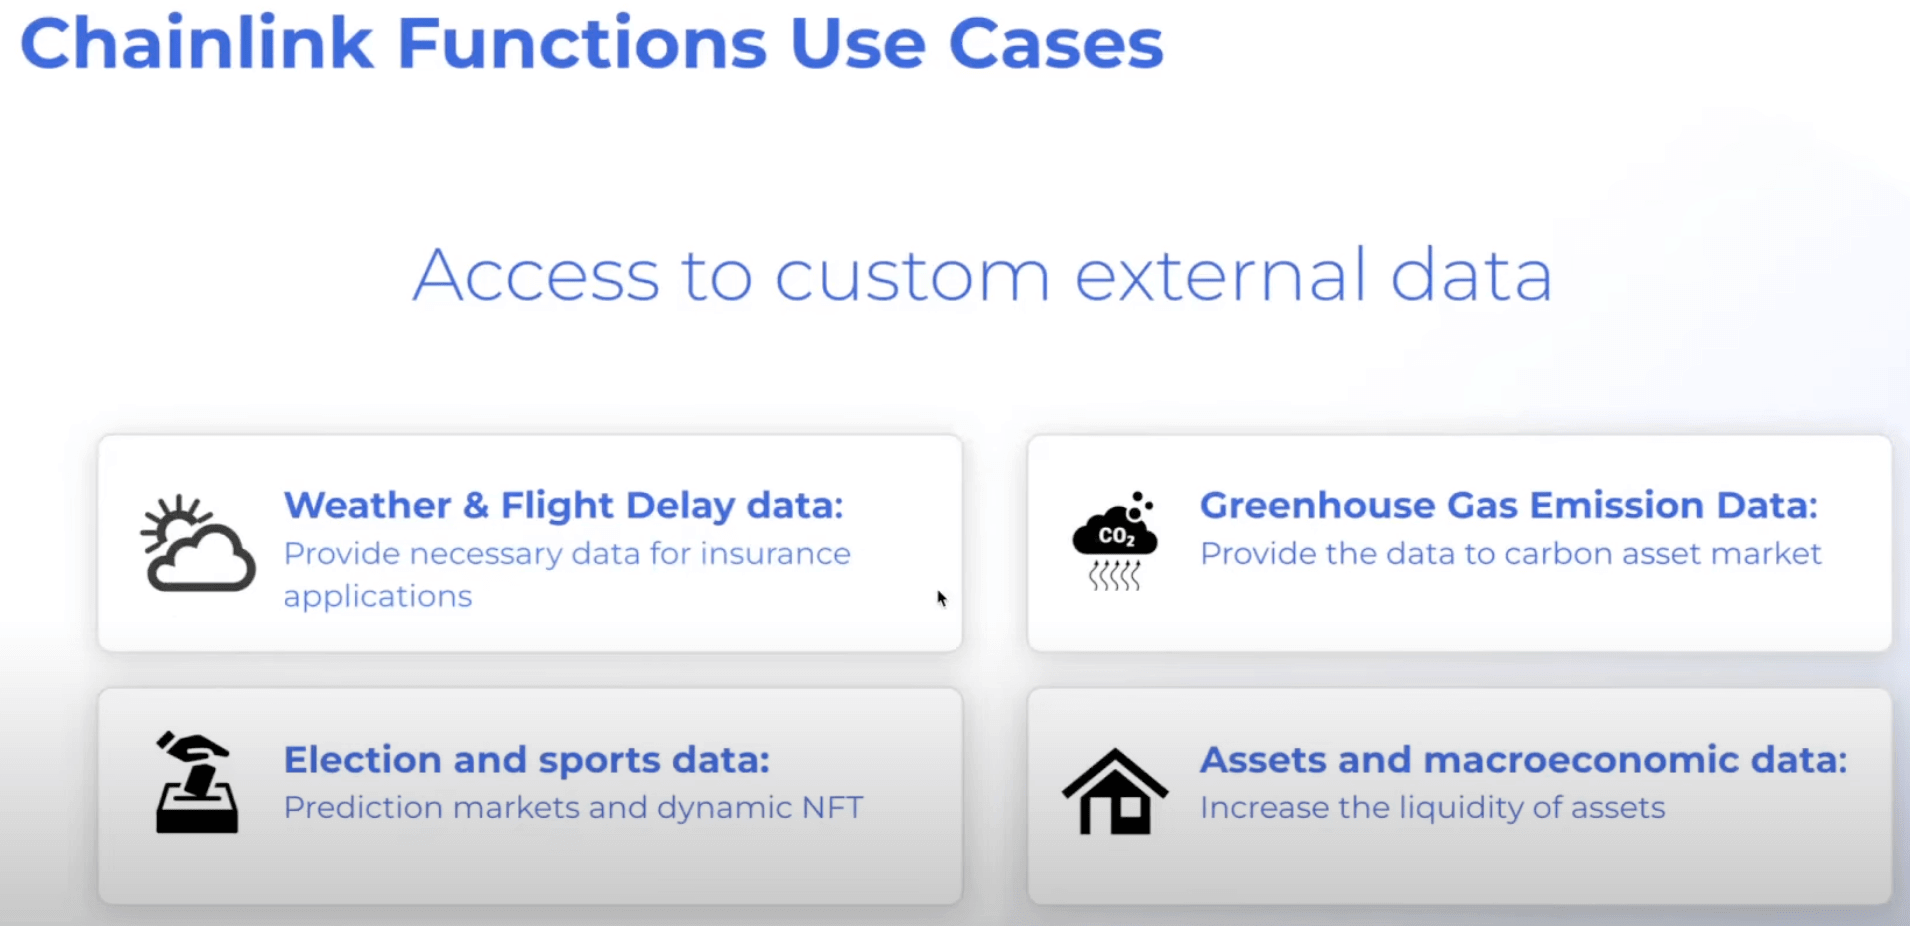 Chainlink Functions Use Cases
Access to custom external data
Weather & Flight Delay data:
Provide necessary data for insurance
applications
CO₂
Greenhouse Gas Emission Data:
Provide the data to carbon asset market
Election and sports data:
Prediction markets and dynamic NFT
Assets and macroeconomic data:
Increase the liquidity of assets